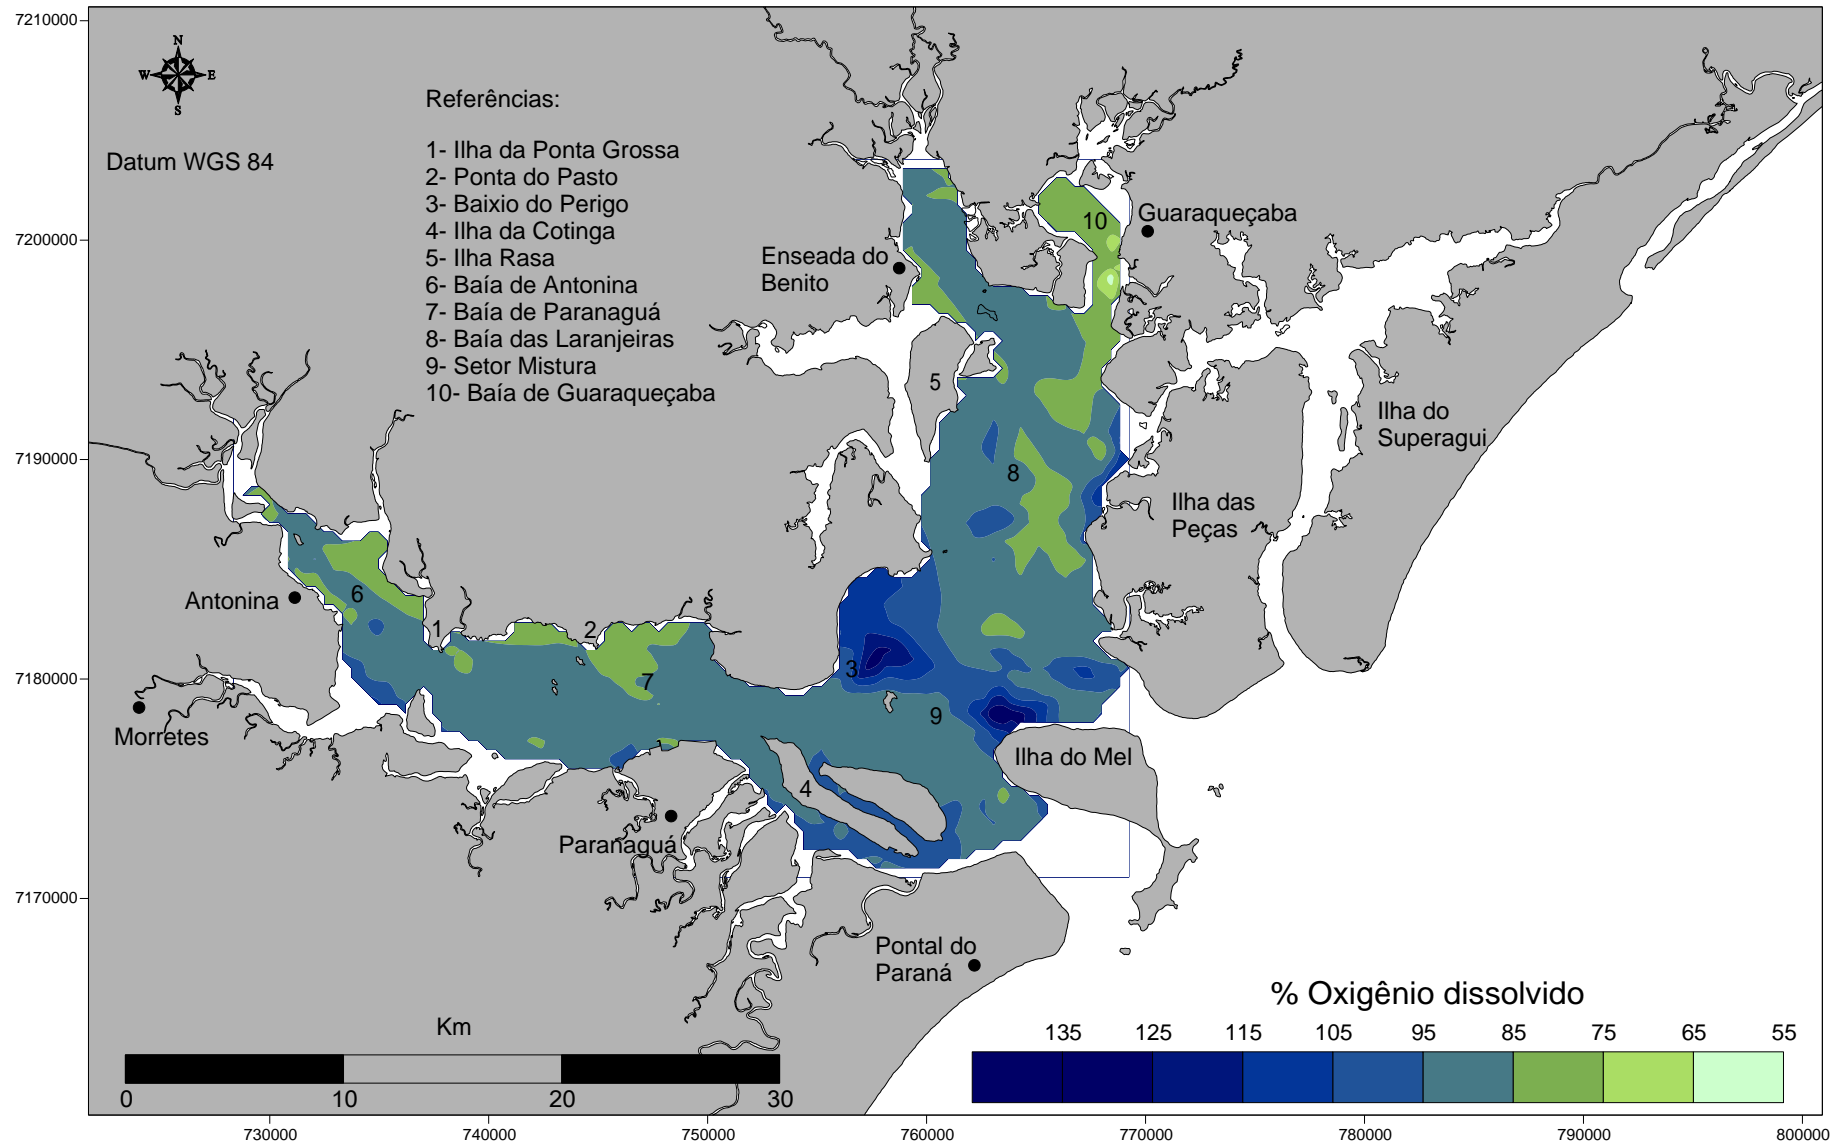 7210000
7200000
7190000
7180000
7170000
N
W
E
S
Datum WGS 84
Referências:
1- Ilha da Ponta Grossa
2- Ponta do Pasto
3- Baixio do Perigo
4- Ilha da Cotinga
5- Ilha Rasa
6- Baía de Antonina
7- Baía de Paranaguá
8- Baía das Laranjeiras
9- Setor Mistura
10- Baía de Guaraqueçaba
10
Guaraqueçaba
Enseada do
Benito
5
Ilha do
Superagui
8
Ilha das
Peças
6
Antonina
1
2
3
7
9
Morretes
Ilha do Mel
4
Paranaguá
Pontal do
Paraná
% Oxigênio dissolvido
135 125 115 105 95 85 75 65 55
Km
0 10 20 30
730000 740000 750000 760000 770000 780000 790000 800000